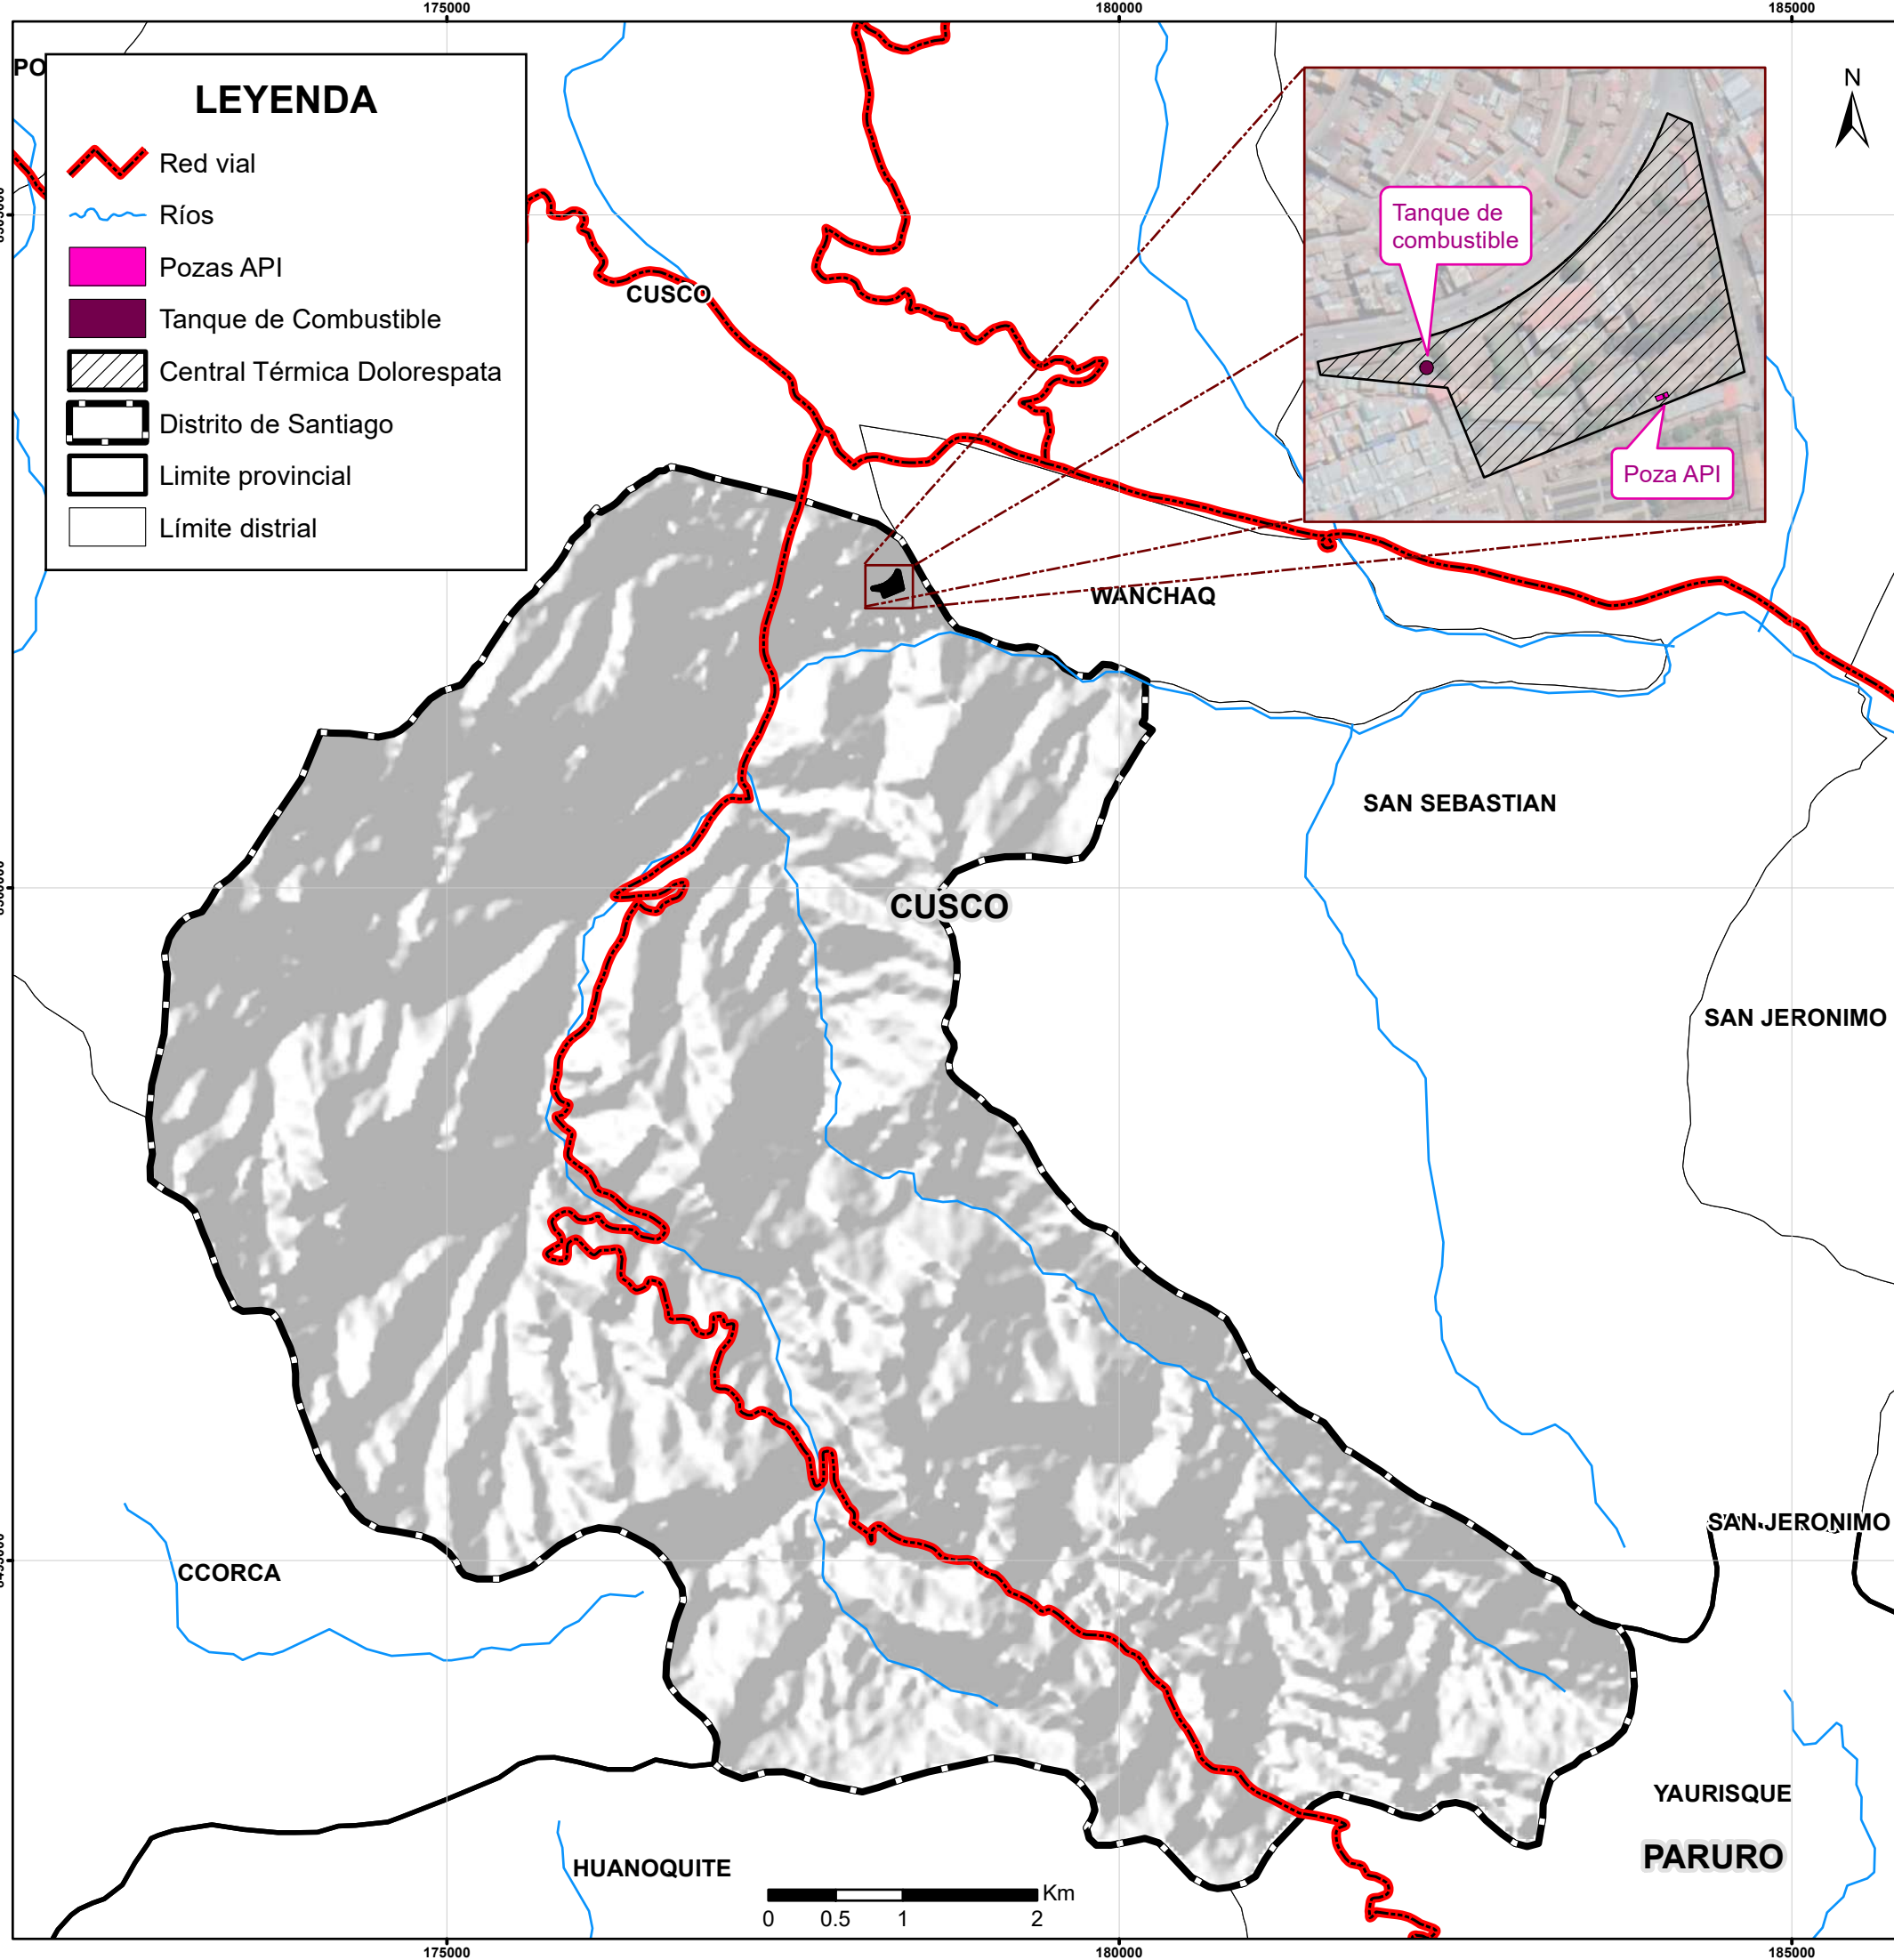 175000
180000
185000
PO
LEYENDA
Red vial
Ríos
Pozas API
Tanque de Combustible
Central Térmica Dolorespata
Distrito de Santiago
Limite provincial
Límite distrial
N
Tanque de
combustible
Poza API
CUSCO
WANCHAQ
SAN SEBASTIAN
CUSCO
SAN JERONIMO
SAN JERONIMO
CCORCA
YAURISQUE
PARURO
HUANOQUITE
Km
0 0.5 1 2
175000
180000
185000